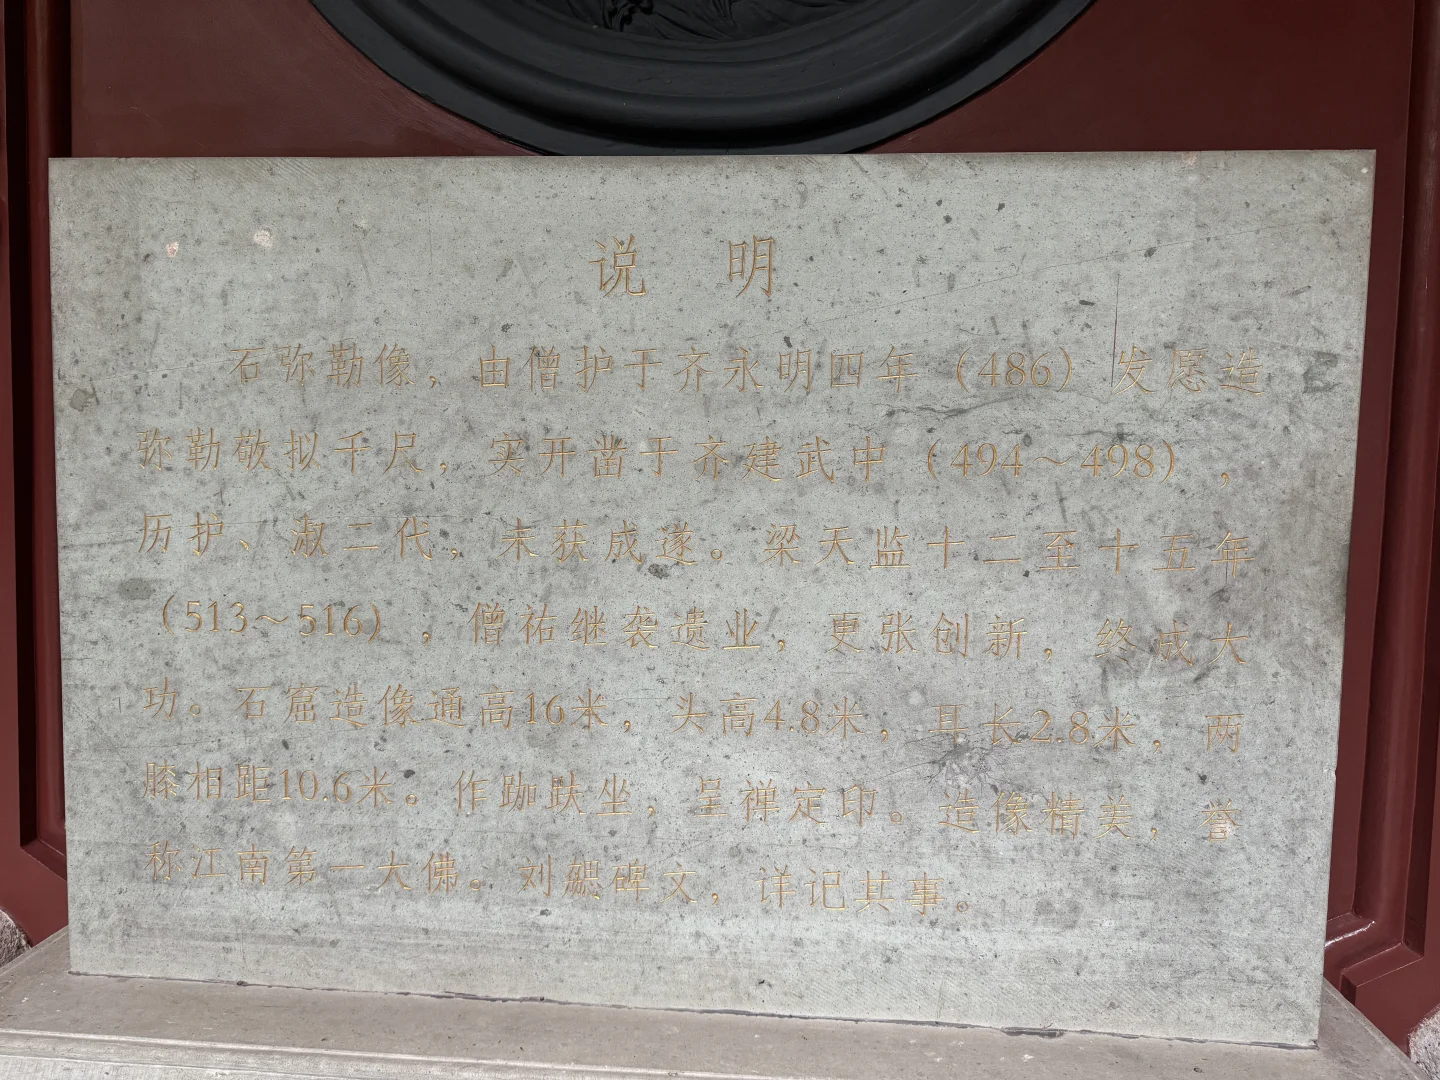 说 明
石弥勒像，由僧护于齐永明四年（486）发愿造
弥勒敬拟千尺，实开凿于齐建武中（494～498），
历护、淑二代，未获成遂。梁天监十二至十五年
（513～516），僧祐继袭遗业，更张创新，终成大
功。石窟造像通高16米，头高4.8米，耳长2.8米，两
膝相距10.6米。作跏趺坐，呈禅定印。造像精美，誉
称江南第一大佛。刘勰碑文，详记其事。